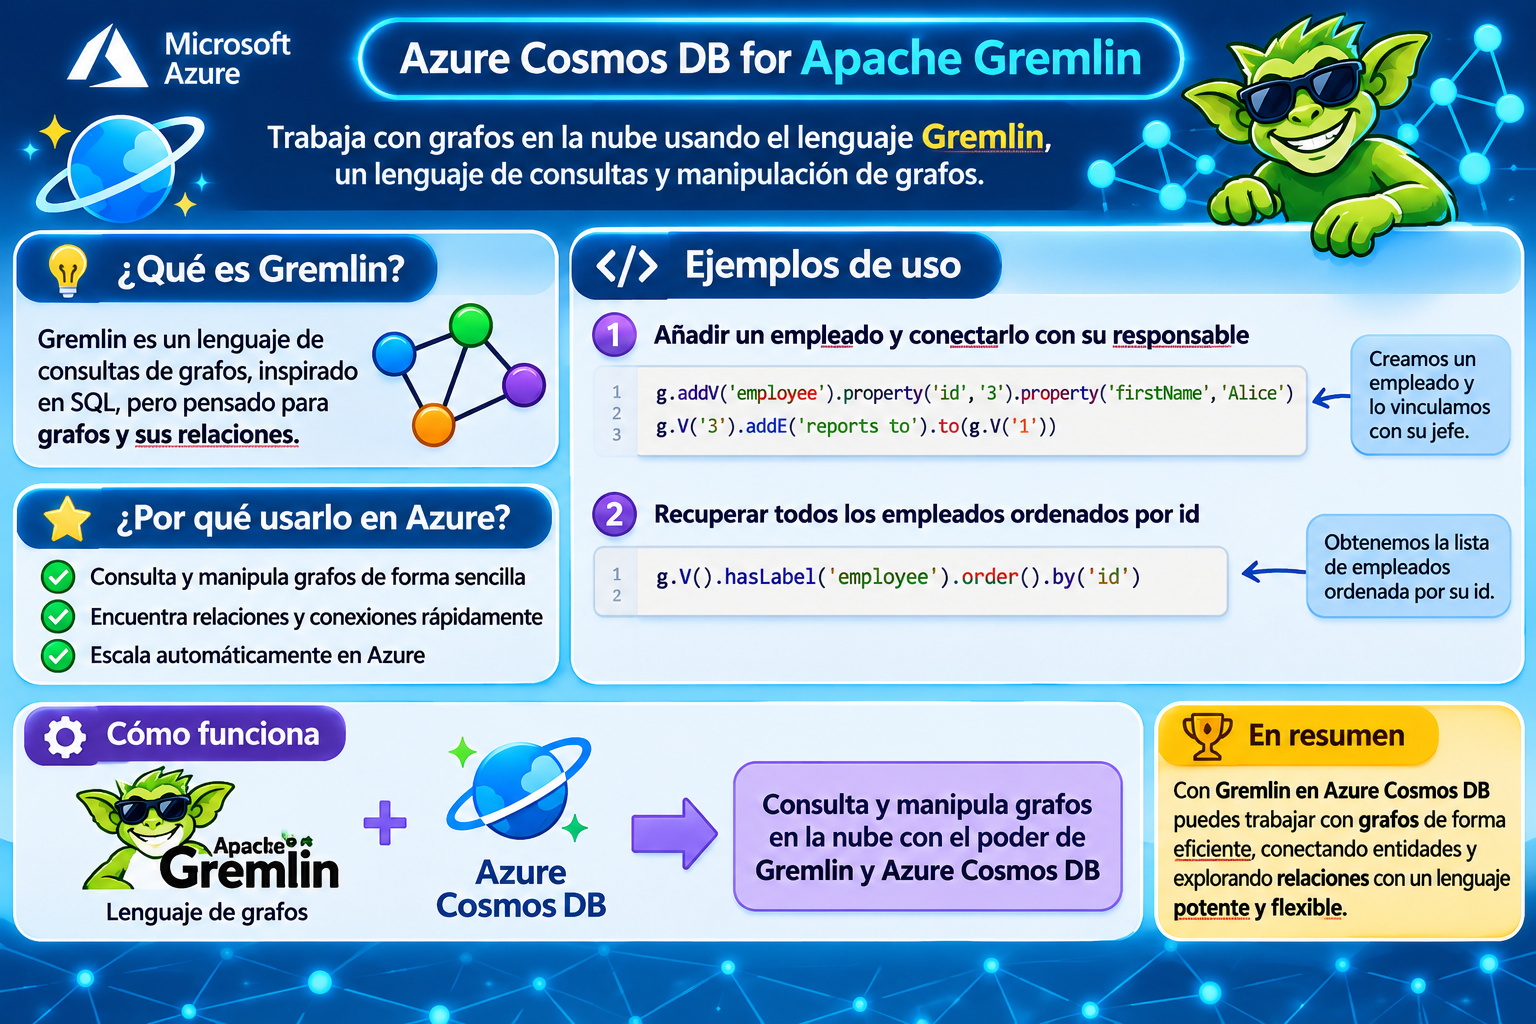 Microsoft
Azure
Azure Cosmos DB for Apache Gremlin
Trabaja con grafos en la nube usando el lenguaje Gremlin,
un lenguaje de consultas y manipulación de grafos.
¿Qué es Gremlin?
Gremlin es un lenguaje de
consultas de grafos, inspirado
en SQL, pero pensado para
grafos y sus relaciones.
¿Por qué usarlo en Azure?
Consulta y manipula grafos de forma sencilla
Encuentra relaciones y conexiones rápidamente
Escala automáticamente en Azure
</> Ejemplos de uso
1 Añadir un empleado y conectarlo con su responsable
1 g.addV('employee').property('id','3').property('firstName','Alice')
2 g.V('3').addE('reports to').to(g.V('1'))
3
Creamos un
empleado y
lo vinculamos
con su jefe.
2 Recuperar todos los empleados ordenados por id
1 g.V().hasLabel('employee').order().by('id')
2
Obtenemos la lista
de empleados
ordenada por su id.
Cómo funciona
Apache
Gremlin
Lenguaje de grafos
+
Azure
Cosmos DB
Consulta y manipula grafos
en la nube con el poder de
Gremlin y Azure Cosmos DB
En resumen
Con Gremlin en Azure Cosmos DB
puedes trabajar con grafos de forma
eficiente, conectando entidades y
explorando relaciones con un lenguaje
potente y flexible.